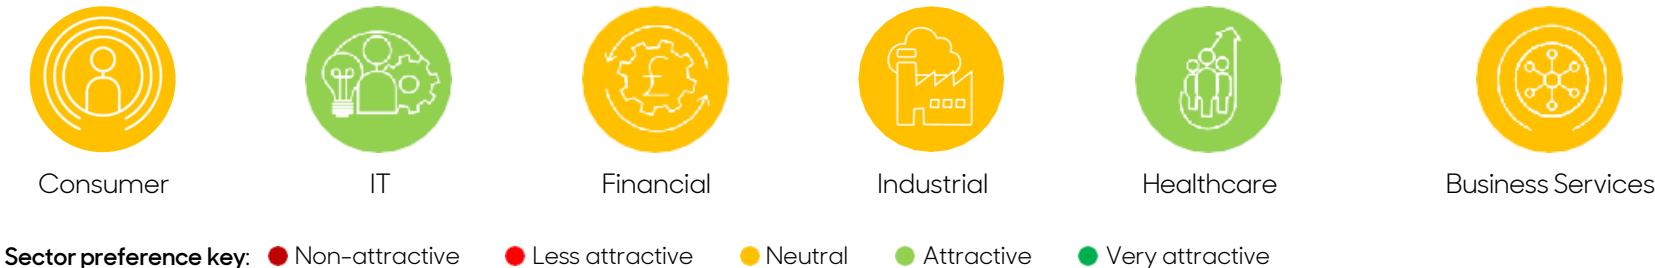 £
Consumer IT Financial Industrial Healthcare Business Services
Sector preference key: Non-attractive Less attractive Neutral Attractive Very attractive